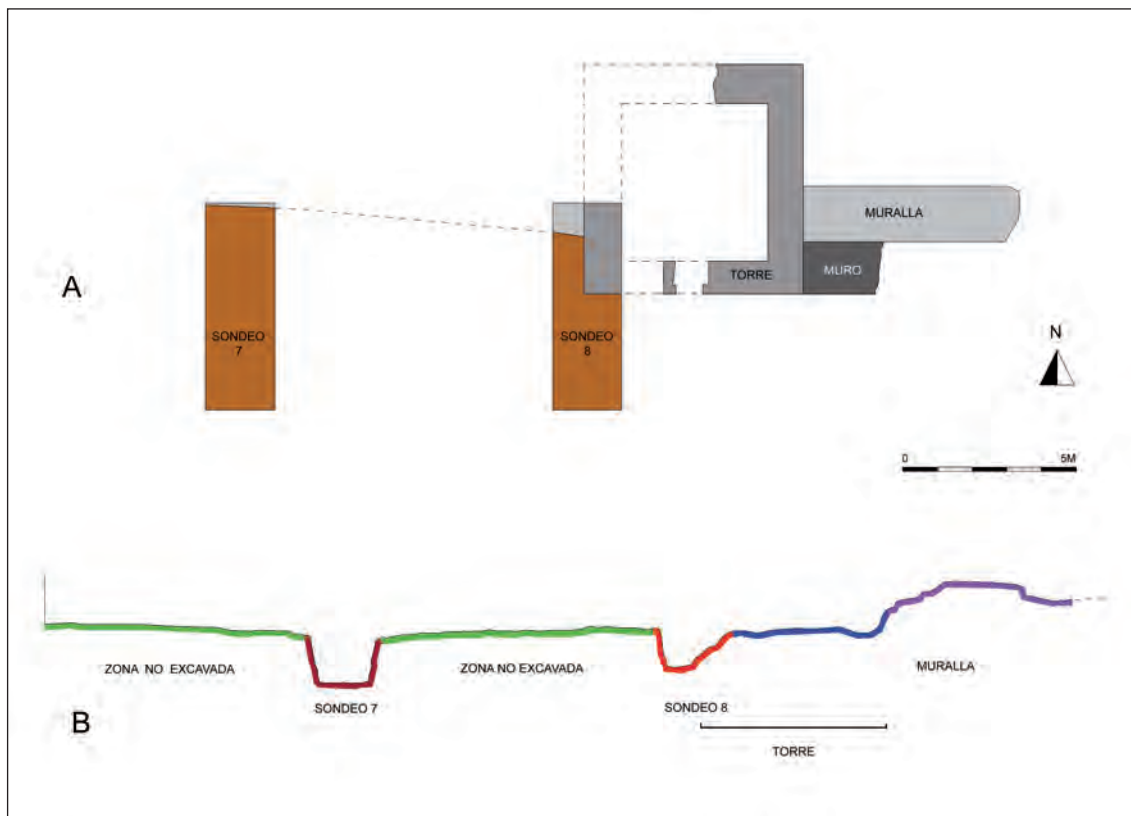 A
SONDEO
7
SONDEO
8
TORRE
MURALLA
MURO
N
0 5M
B
ZONA NO EXCAVADA
SONDEO 7
ZONA NO EXCAVADA
SONDEO 8
TORRE
MURALLA